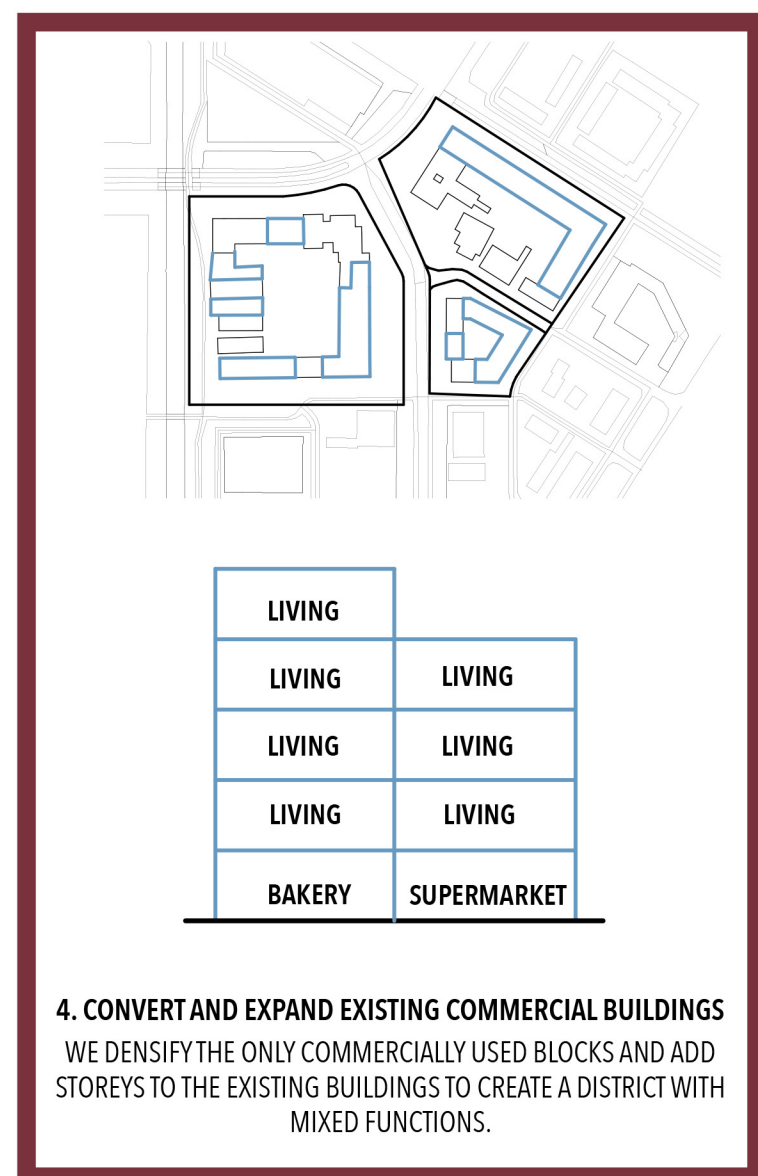 LIVING
LIVING LIVING
LIVING LIVING
LIVING LIVING
BAKERY SUPERMARKET
4. CONVERT AND EXPAND EXISTING COMMERCIAL BUILDINGS
WE DENSIFY THE ONLY COMMERCIALLY USED BLOCKS AND ADD
STOREYS TO THE EXISTING BUILDINGS TO CREATE A DISTRICT WITH
MIXED FUNCTIONS.